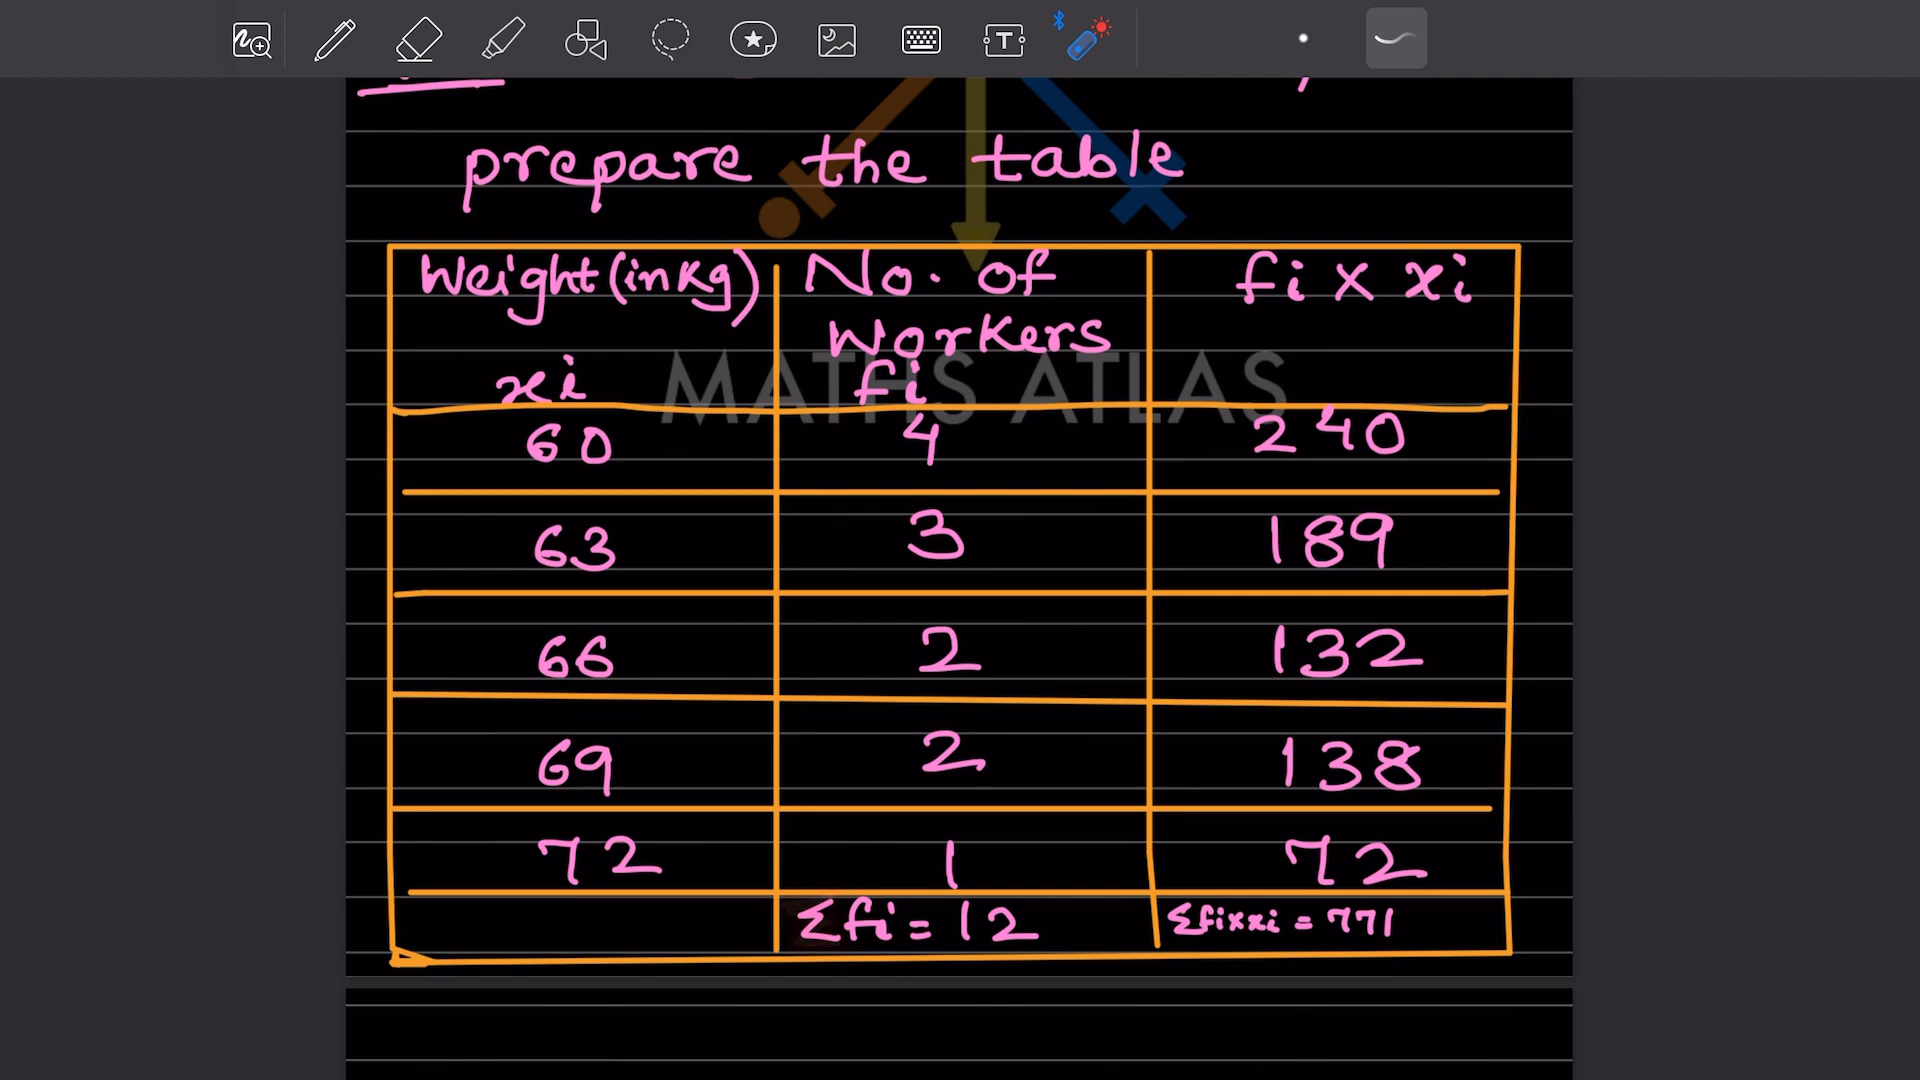 prepare the table
Weight (in Kg) No. of fi x xi
Workers
xi fi
MATHS ATLAS
60 4 240
63 3 189
66 2 132
69 2 138
72 1 72
Σfi = 12 Σfixxi = 771